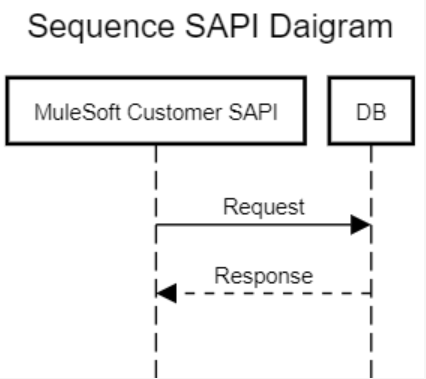 Sequence SAPI Daigram
MuleSoft Customer SAPI
DB
Request
Response